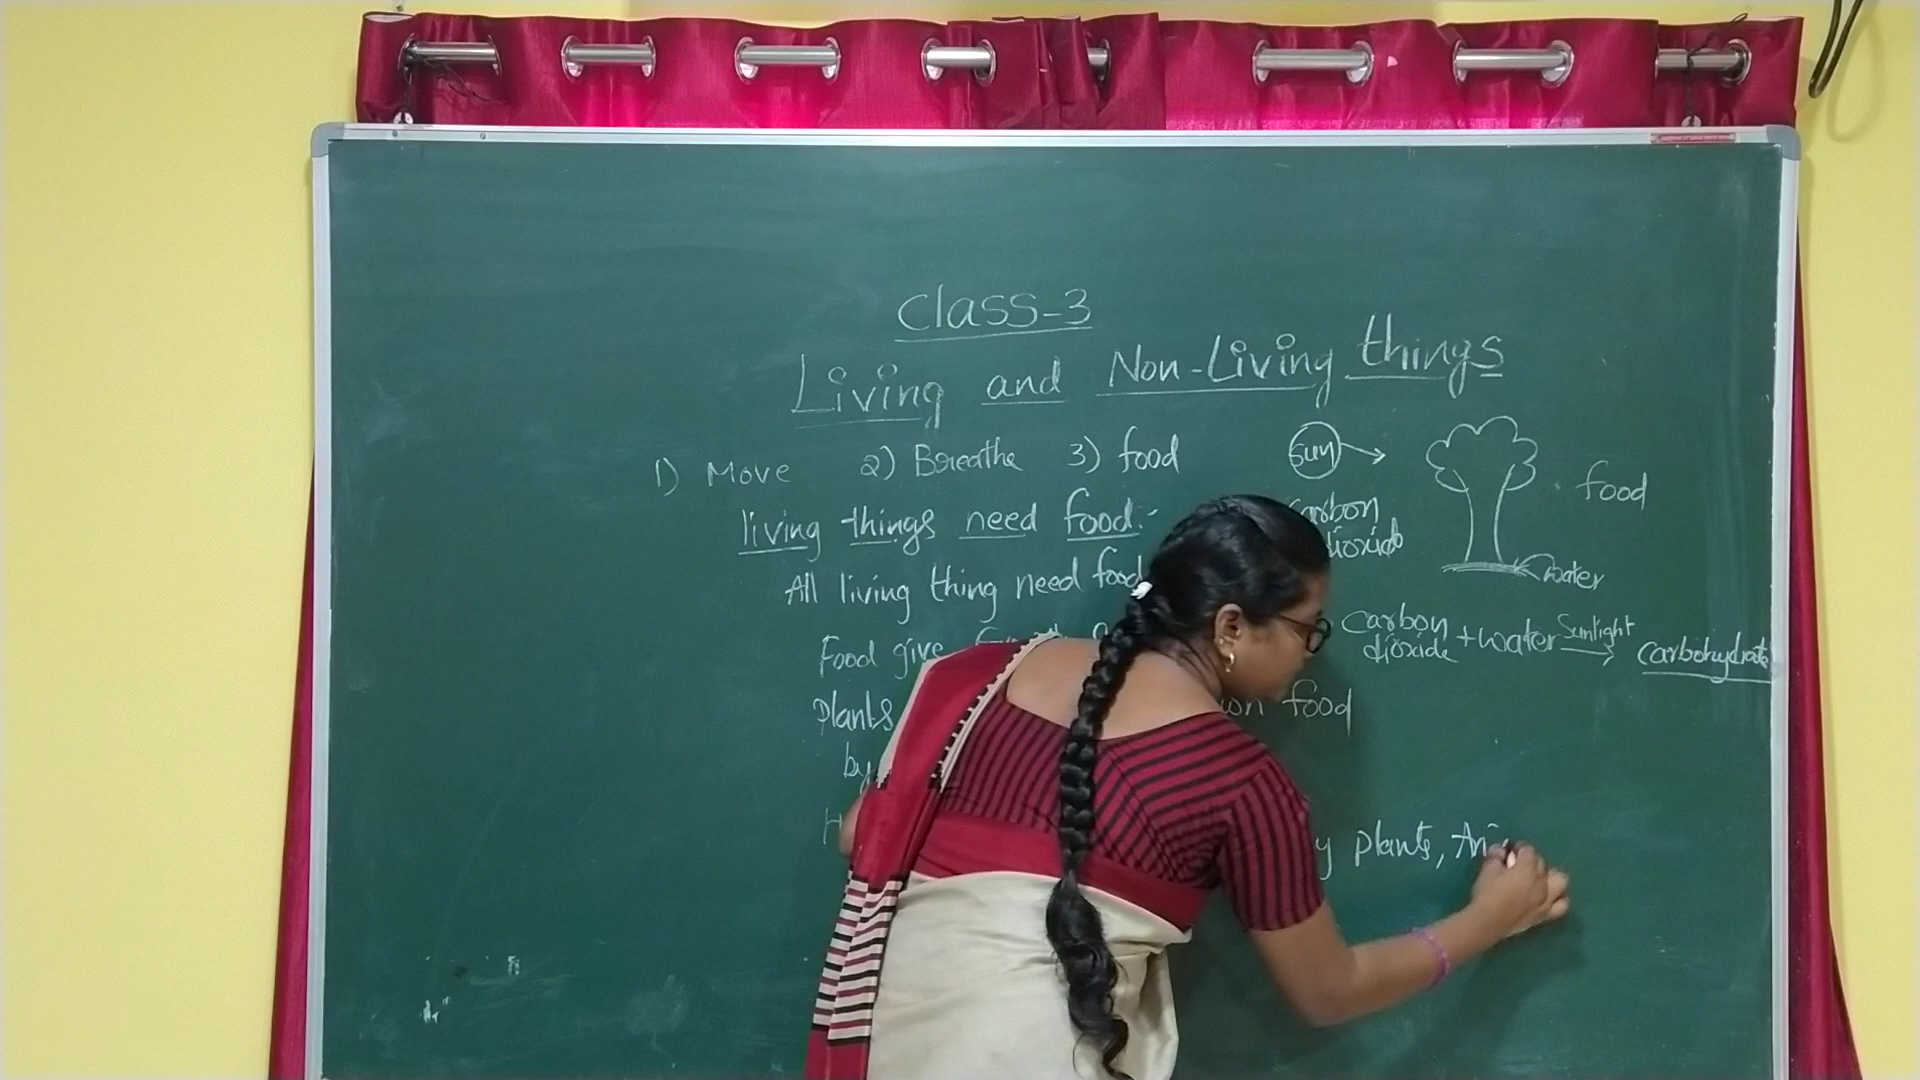 Class-3
Living and Non-Living things
1) Move 2) Breathe 3) food
living things need food:-
All living thing need food
Food give
plants own food
by
y plants, Ani
Sun
food
carbon
dioxide
water
carbon dioxide + water Sunlight → carbohydrate